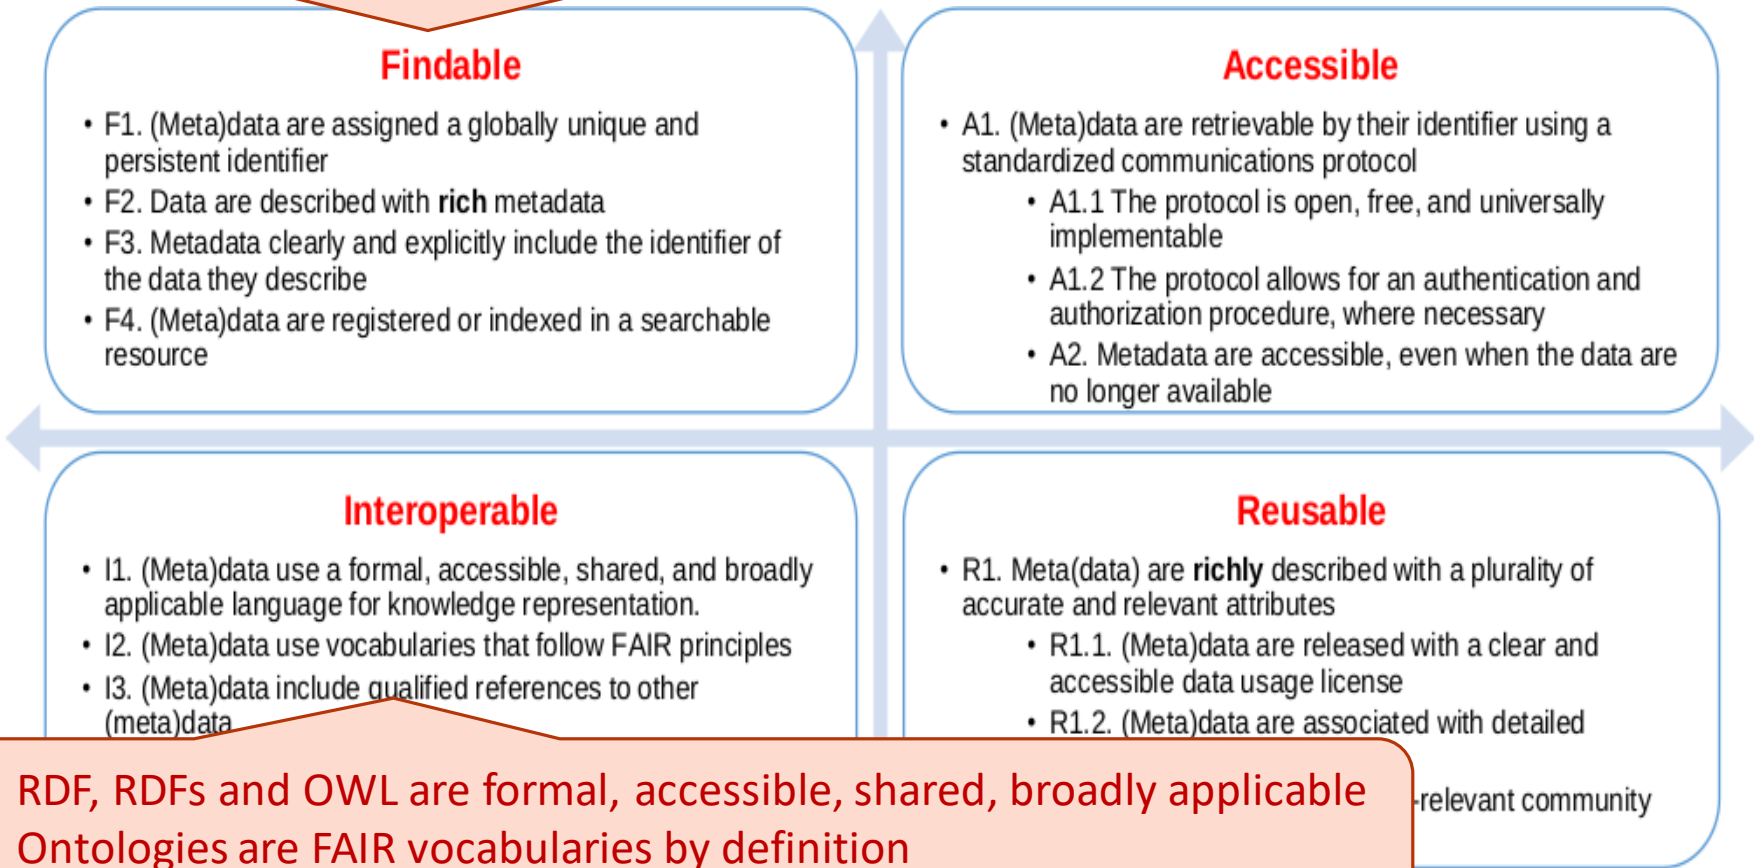 Findable
• F1. (Meta)data are assigned a globally unique and
persistent identifier
• F2. Data are described with rich metadata
• F3. Metadata clearly and explicitly include the identifier of
the data they describe
• F4. (Meta)data are registered or indexed in a searchable
resource
Accessible
• A1. (Meta)data are retrievable by their identifier using a
standardized communications protocol
• A1.1 The protocol is open, free, and universally
implementable
• A1.2 The protocol allows for an authentication and
authorization procedure, where necessary
• A2. Metadata are accessible, even when the data are
no longer available
Interoperable
• I1. (Meta)data use a formal, accessible, shared, and broadly
applicable language for knowledge representation.
• I2. (Meta)data use vocabularies that follow FAIR principles
• I3. (Meta)data include qualified references to other
(meta)data
Reusable
• R1. Meta(data) are richly described with a plurality of
accurate and relevant attributes
• R1.1. (Meta)data are released with a clear and
accessible data usage license
• R1.2. (Meta)data are associated with detailed
-relevant community
RDF, RDFs and OWL are formal, accessible, shared, broadly applicable
Ontologies are FAIR vocabularies by definition